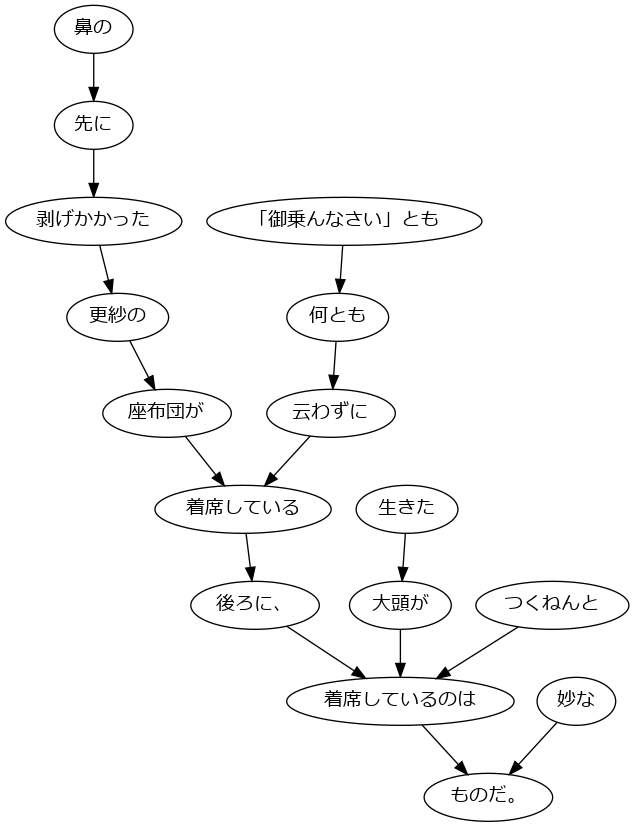 鼻の
先に
剥げかかった
「御乗んなさい」とも
更紗の
何とも
座布団が
云わずに
着席している
生きた
後ろに、
大頭が
つくねんと
着席しているのは
妙な
ものだ。